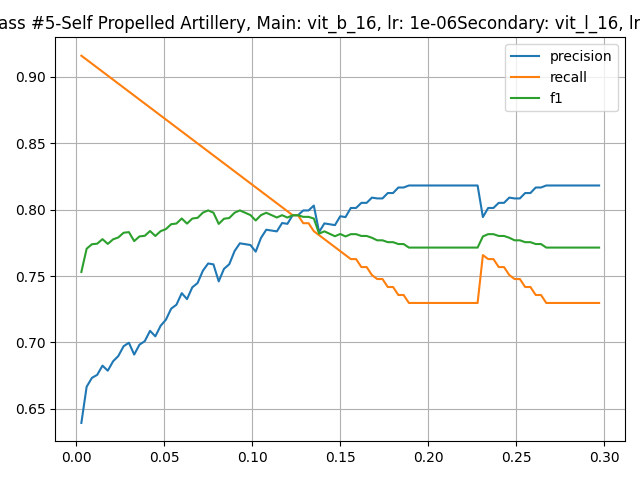 ass #5-Self Propelled Artillery, Main: vit_b_16, lr: 1e-06Secondary: vit_l_16, lr
precision
recall
f1
0.90
0.85
0.80
0.75
0.70
0.65
0.00 0.05 0.10 0.15 0.20 0.25 0.30